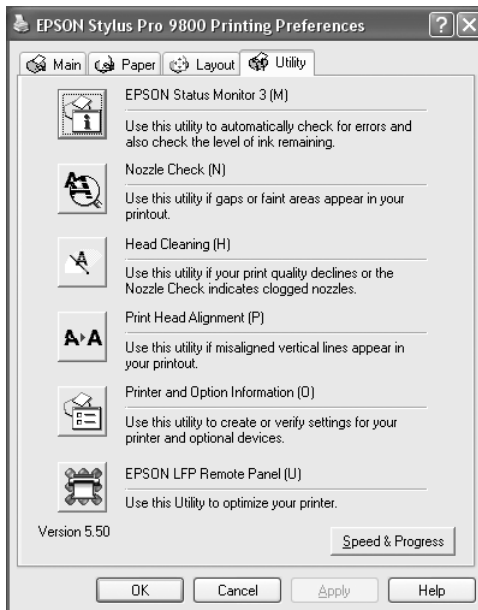 EPSON Stylus Pro 9800 Printing Preferences
Main Paper Layout Utility
EPSON Status Monitor 3 (M)
Use this utility to automatically check for errors and
also check the level of ink remaining.
Nozzle Check (N)
Use this utility if gaps or faint areas appear in your
printout.
Head Cleaning (H)
Use this utility if your print quality declines or the
Nozzle Check indicates clogged nozzles.
Print Head Alignment (P)
A A
Use this utility if misaligned vertical lines appear in
your printout.
Printer and Option Information (O)
Use this utility to create or verify settings for your
printer and optional devices.
EPSON LFP Remote Panel (U)
Use this Utility to optimize your printer.
Version 5.50
Speed & Progress
OK Cancel Apply Help